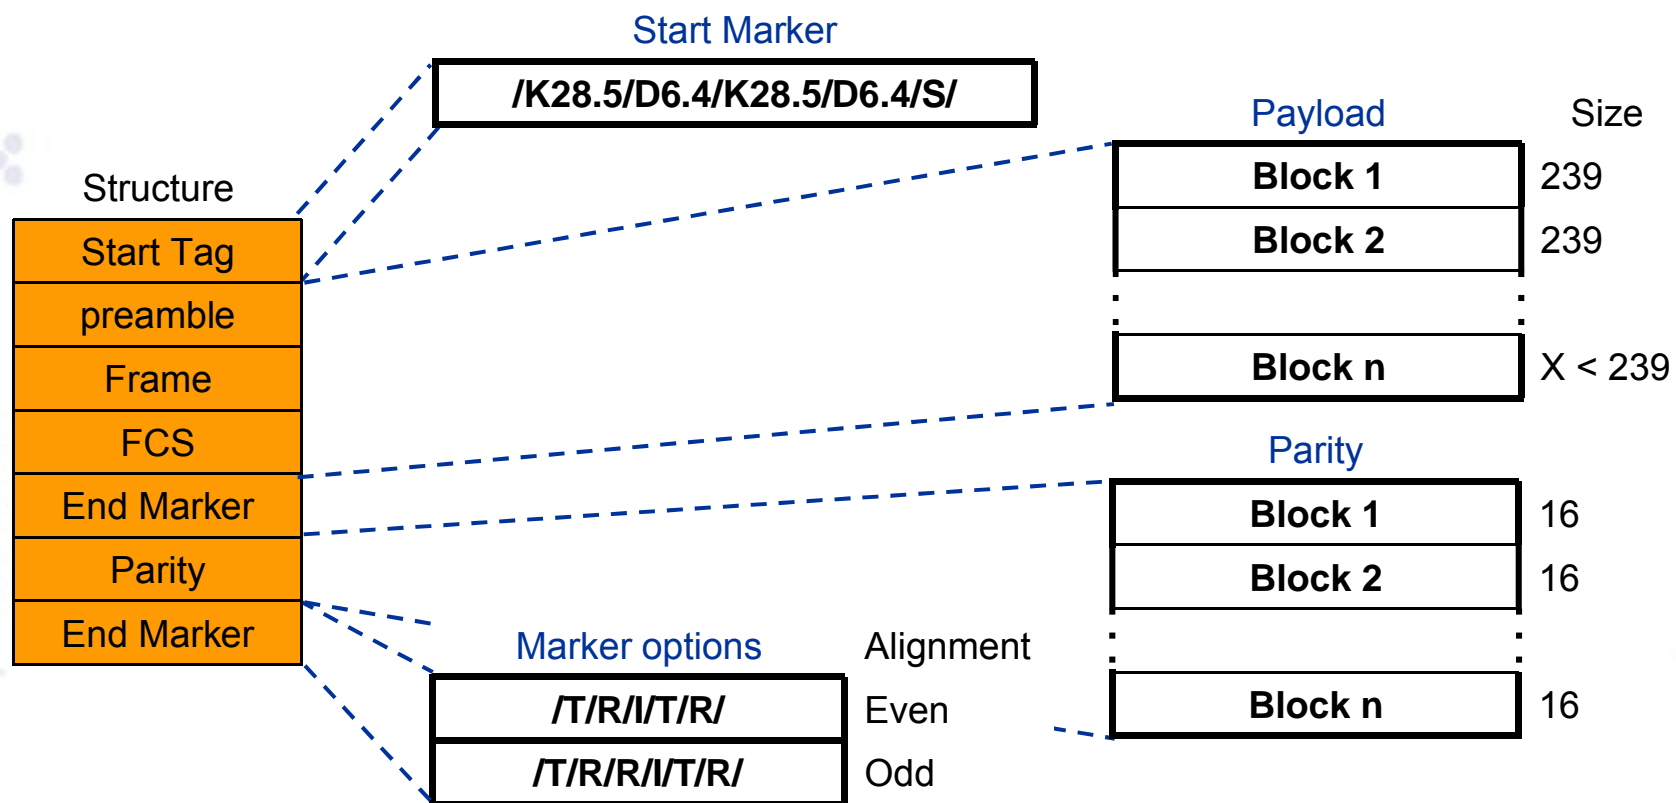 Start Marker
/K28.5/D6.4/K28.5/D6.4/S/
Structure
Start Tag
preamble
Frame
FCS
End Marker
Parity
End Marker
Payload Size
Block 1 239
Block 2 239
Block n X < 239
Parity
Block 1 16
Block 2 16
Block n 16
Marker options Alignment
/T/R/I/T/R/ Even
/T/R/R/I/T/R/ Odd